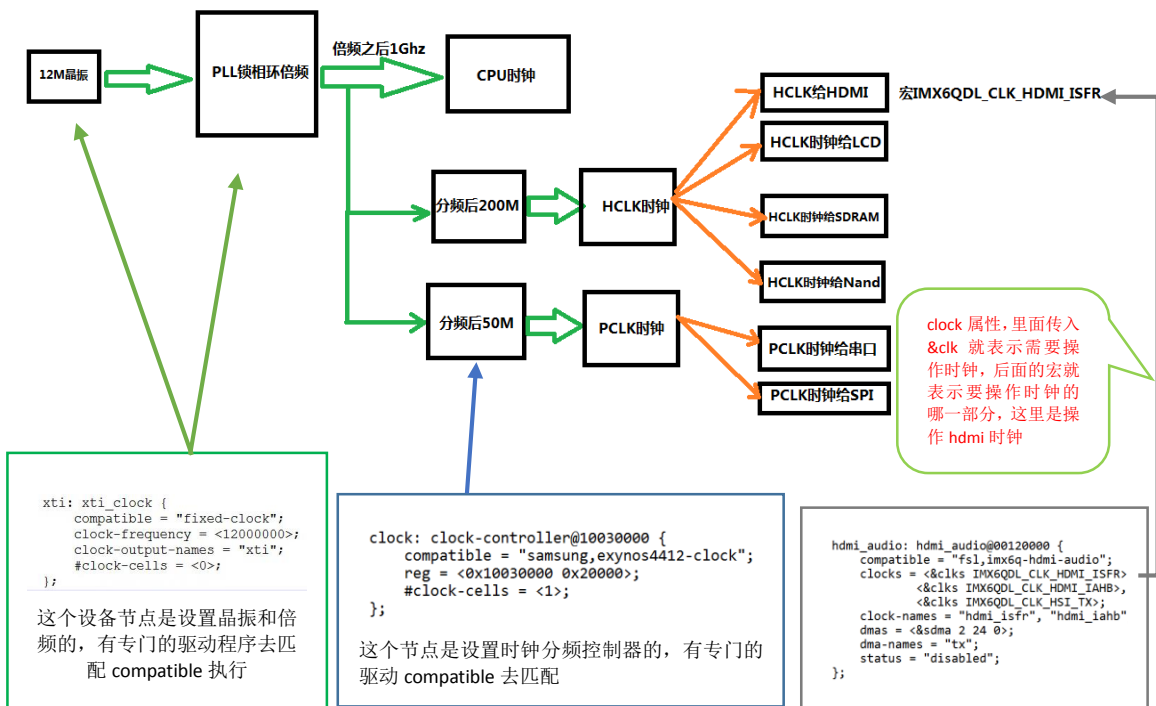 倍频之后1Ghz
12M晶振
PLL锁相环倍频
CPU时钟
HCLK给HDMI
宏IMX6QDL_CLK_HDMI_ISFR
HCLK时钟给LCD
分频后200M
HCLK时钟
HCLK时钟给SDRAM
HCLK时钟给Nand
分频后50M
PCLK时钟
PCLK时钟给串口
PCLK时钟给SPI
clock 属性，里面传入
&clk 就表示需要操
作时钟，后面的宏就
表示要操作时钟的
哪一部分，这里是操
作 hdmi 时钟
xti: xti_clock {
compatible = "fixed-clock";
clock-frequency = <12000000>;
clock-output-names = "xti";
#clock-cells = <0>;
};
这个设备节点是设置晶振和倍
频的，有专门的驱动程序去匹
配 compatible 执行
clock: clock-controller@10030000 {
compatible = "samsung,exynos4412-clock";
reg = <0x10030000 0x20000>;
#clock-cells = <1>;
};
这个节点是设置时钟分频控制器的，有专门的
驱动 compatible 去匹配
hdmi_audio: hdmi_audio@00120000 {
compatible = "fsl,imx6q-hdmi-audio";
clocks = <&clks IMX6QDL_CLK_HDMI_ISFR>
<&clks IMX6QDL_CLK_HDMI_IAHB>,
<&clks IMX6QDL_CLK_HSI_TX>;
clock-names = "hdmi_isfr", "hdmi_iahb"
dmas = <&sdma 2 24 0>;
dma-names = "tx";
status = "disabled";
};